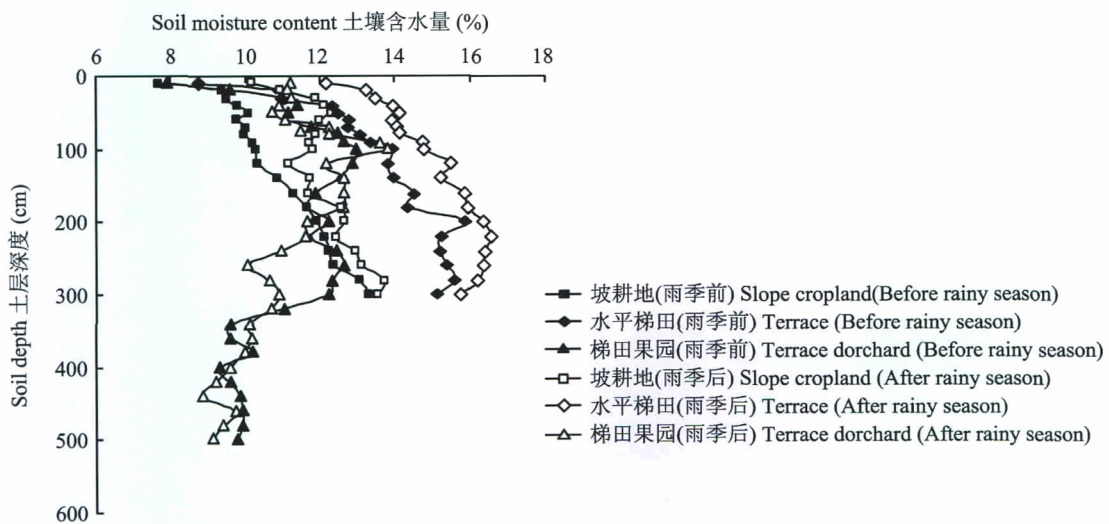 Soil moisture content 土壤含水量 (%)
6 8 10 12 14 16 18
0
100
200
300
400
500
600
Soil depth 土层深度 (cm)
坡耕地(雨季前) Slope cropland(Before rainy season)
水平梯田(雨季前) Terrace (Before rainy season)
梯田果园(雨季前) Terrace dorchard (Before rainy season)
坡耕地(雨季后) Slope cropland (After rainy season)
水平梯田(雨季后) Terrace (After rainy season)
梯田果园(雨季后) Terrace dorchard (After rainy season)